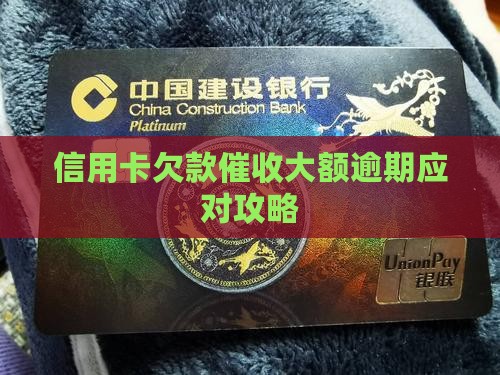 中国建设银行
China Construction Bank
Platinum
信用卡欠款催收大额逾期应
对攻略
UnionPay
银联